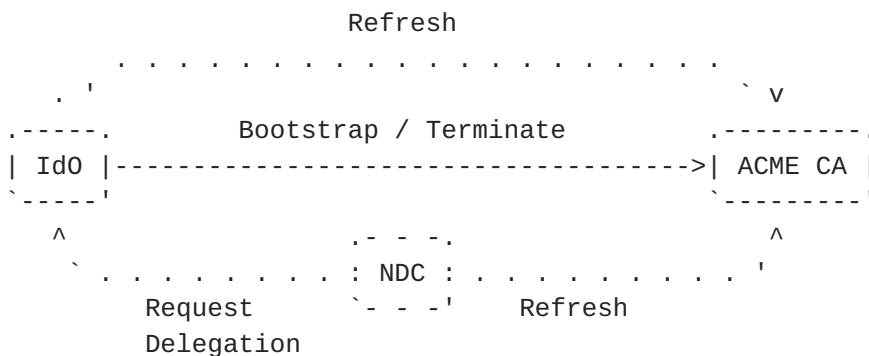 Refresh
Bootstrap / Terminate
IdO ACME CA
NDC
Request Refresh
Delegation